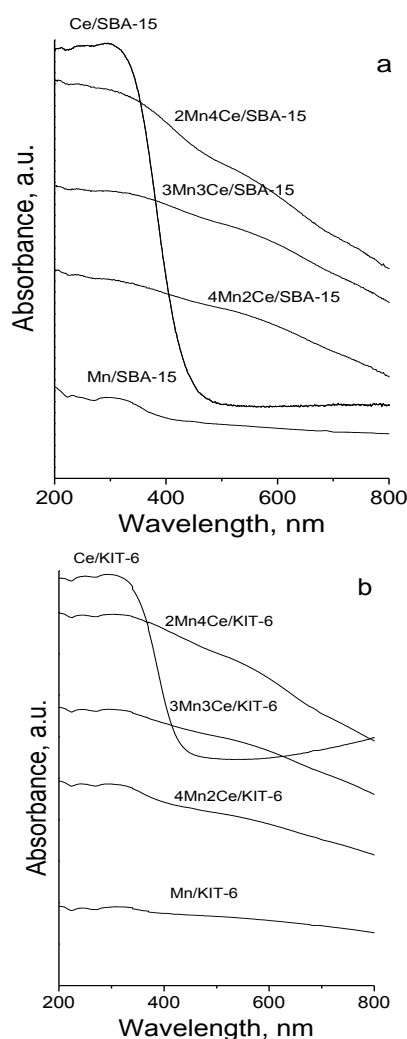 Ce/SBA-15
a
2Mn4Ce/SBA-15
3Mn3Ce/SBA-15
4Mn2Ce/SBA-15
Mn/SBA-15
Absorbance, a.u.
200 400 600 800
Wavelength, nm
Ce/KIT-6
b
2Mn4Ce/KIT-6
3Mn3Ce/KIT-6
4Mn2Ce/KIT-6
Mn/KIT-6
Absorbance, a.u.
200 400 600 800
Wavelength, nm